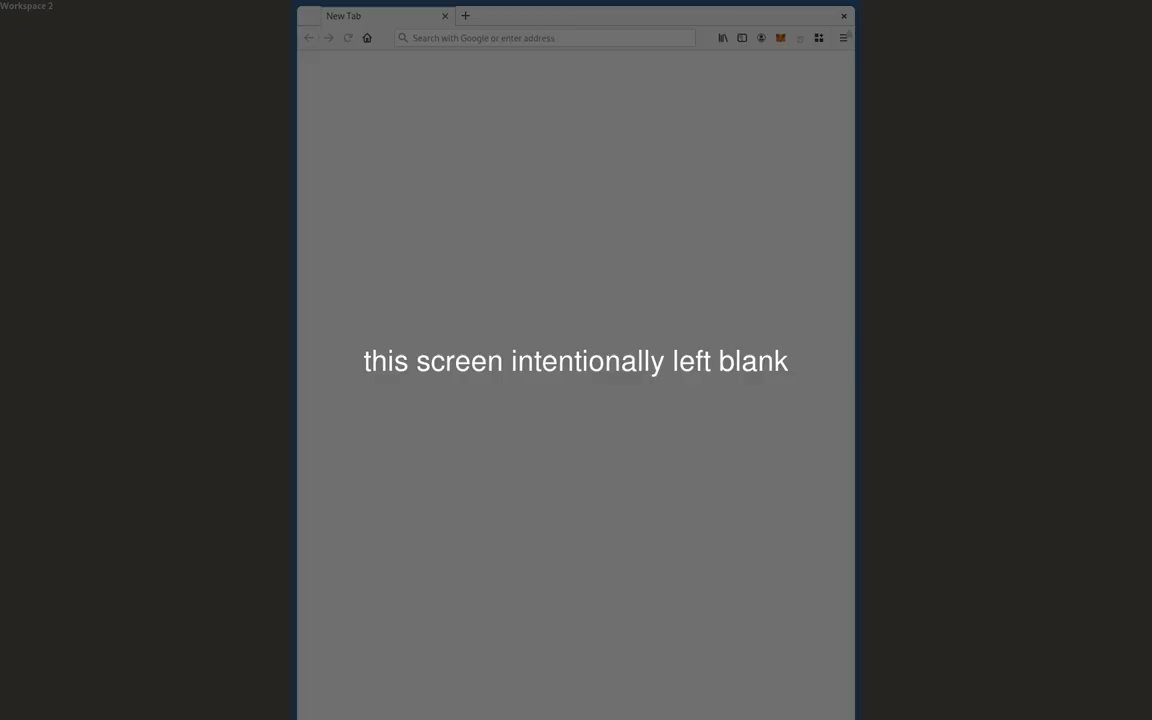 Workspace 2
New Tab
Search with Google or enter address
this screen intentionally left blank